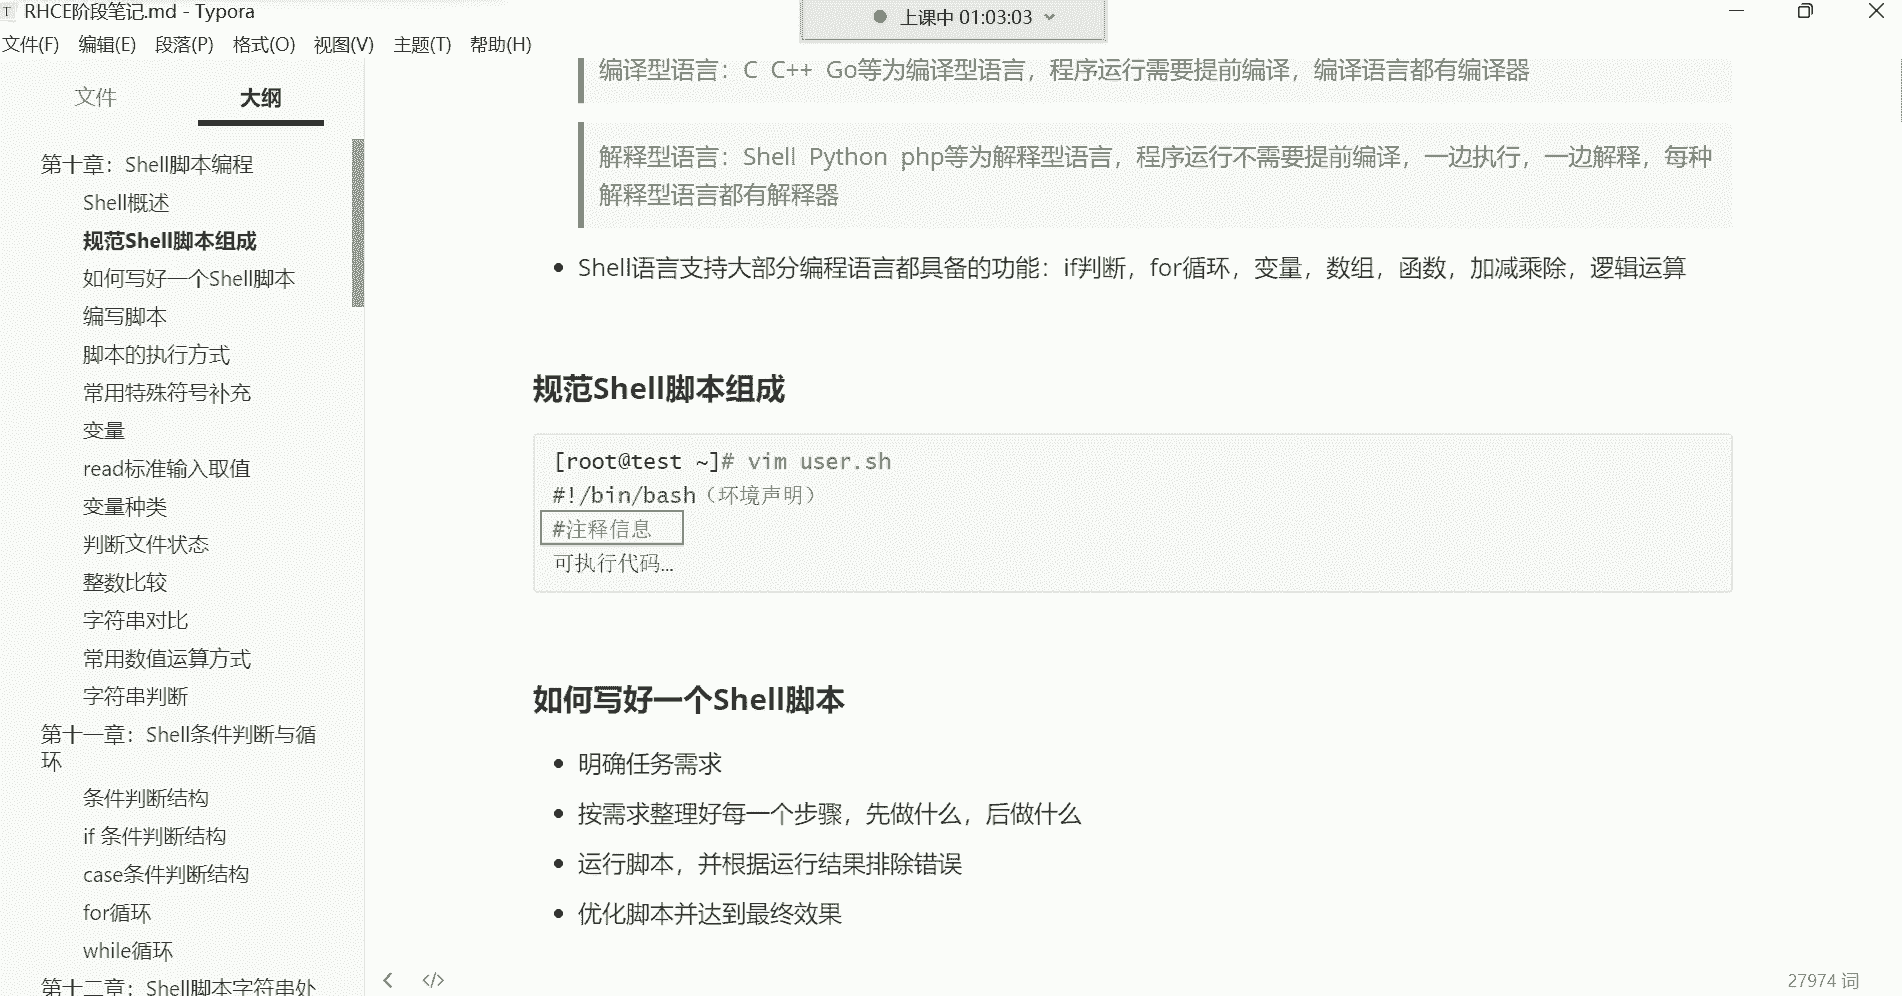 RHCE阶段笔记.md - Typora
上课中 01:03:03
文件(F) 编辑(E) 段落(P) 格式(O) 视图(V) 主题(T) 帮助(H)
文件 大纲
第十章：Shell脚本编程
Shell概述
规范Shell脚本组成
如何写好一个Shell脚本
编写脚本
脚本的执行方式
常用特殊符号补充
变量
read标准输入取值
变量种类
判断文件状态
整数比较
字符串对比
常用数值运算方式
字符串判断
第十一章：Shell条件判断与循
环
条件判断结构
if 条件判断结构
case条件判断结构
for循环
while循环
第十二章：Shell脚本字符串处
编译型语言：C C++ Go等为编译型语言，程序运行需要提前编译，编译语言都有编译器
解释型语言：Shell Python php等为解释型语言，程序运行不需要提前编译，一边执行，一边解释，每种
解释型语言都有解释器
Shell语言支持大部分编程语言都具备的功能：if判断，for循环，变量，数组，函数，加减乘除，逻辑运算
规范Shell脚本组成
[root@test ~]# vim user.sh
#!/bin/bash（环境声明）
#注释信息
可执行代码...
如何写好一个Shell脚本
明确任务需求
按需求整理好每一个步骤，先做什么，后做什么
运行脚本，并根据运行结果排除错误
优化脚本并达到最终效果
27974 词